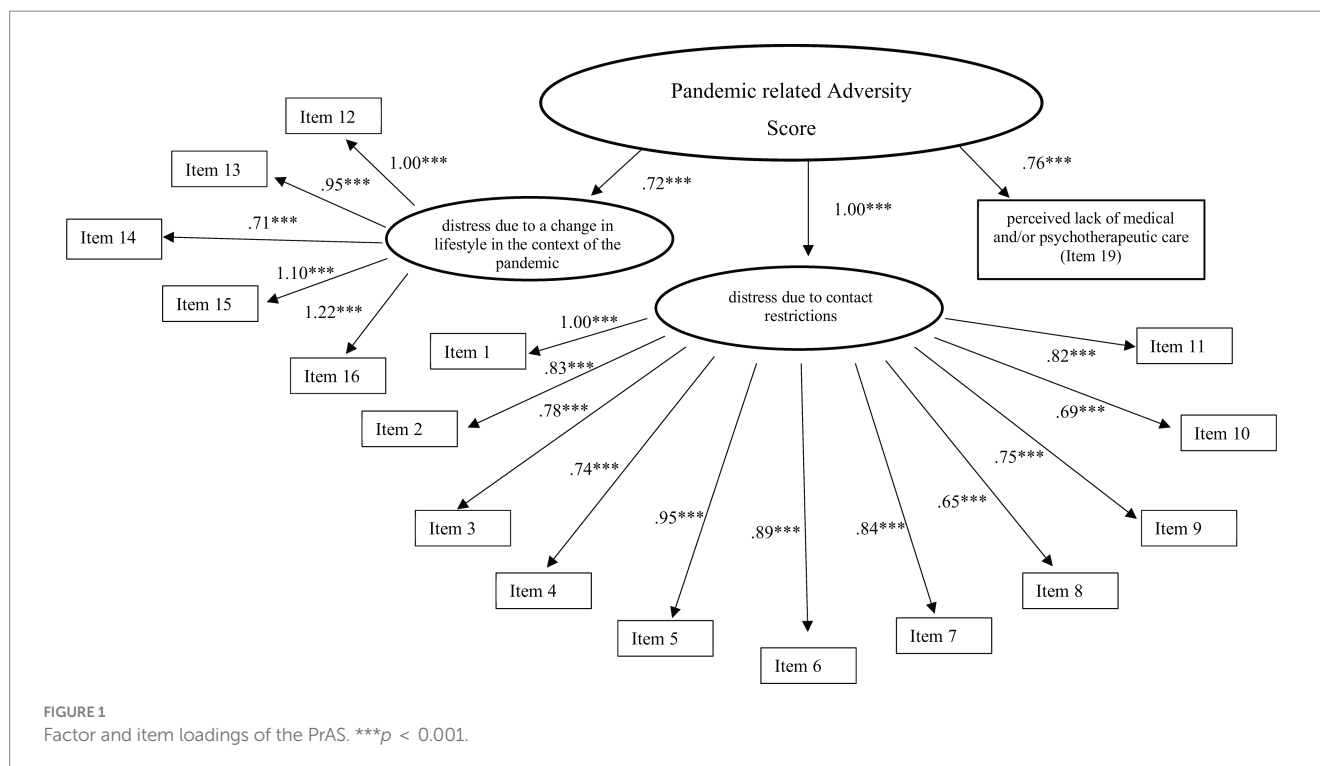 Pandemic related Adversity
Score
.72***
1.00***
.76***
distress due to a change in
lifestyle in the context of the
pandemic
perceived lack of medical
and/or psychotherapeutic care
(Item 19)
Item 12
1.00***
Item 13
.95***
Item 14
.71***
Item 15
1.10***
Item 16
1.22***
distress due to contact
restrictions
Item 1
1.00***
Item 2
.83***
Item 3
.78***
Item 4
.74***
Item 5
.95***
Item 6
.89***
Item 7
.84***
Item 8
.65***
Item 9
.75***
Item 10
.69***
Item 11
.82***
FIGURE 1
Factor and item loadings of the PrAS. ***p < 0.001.